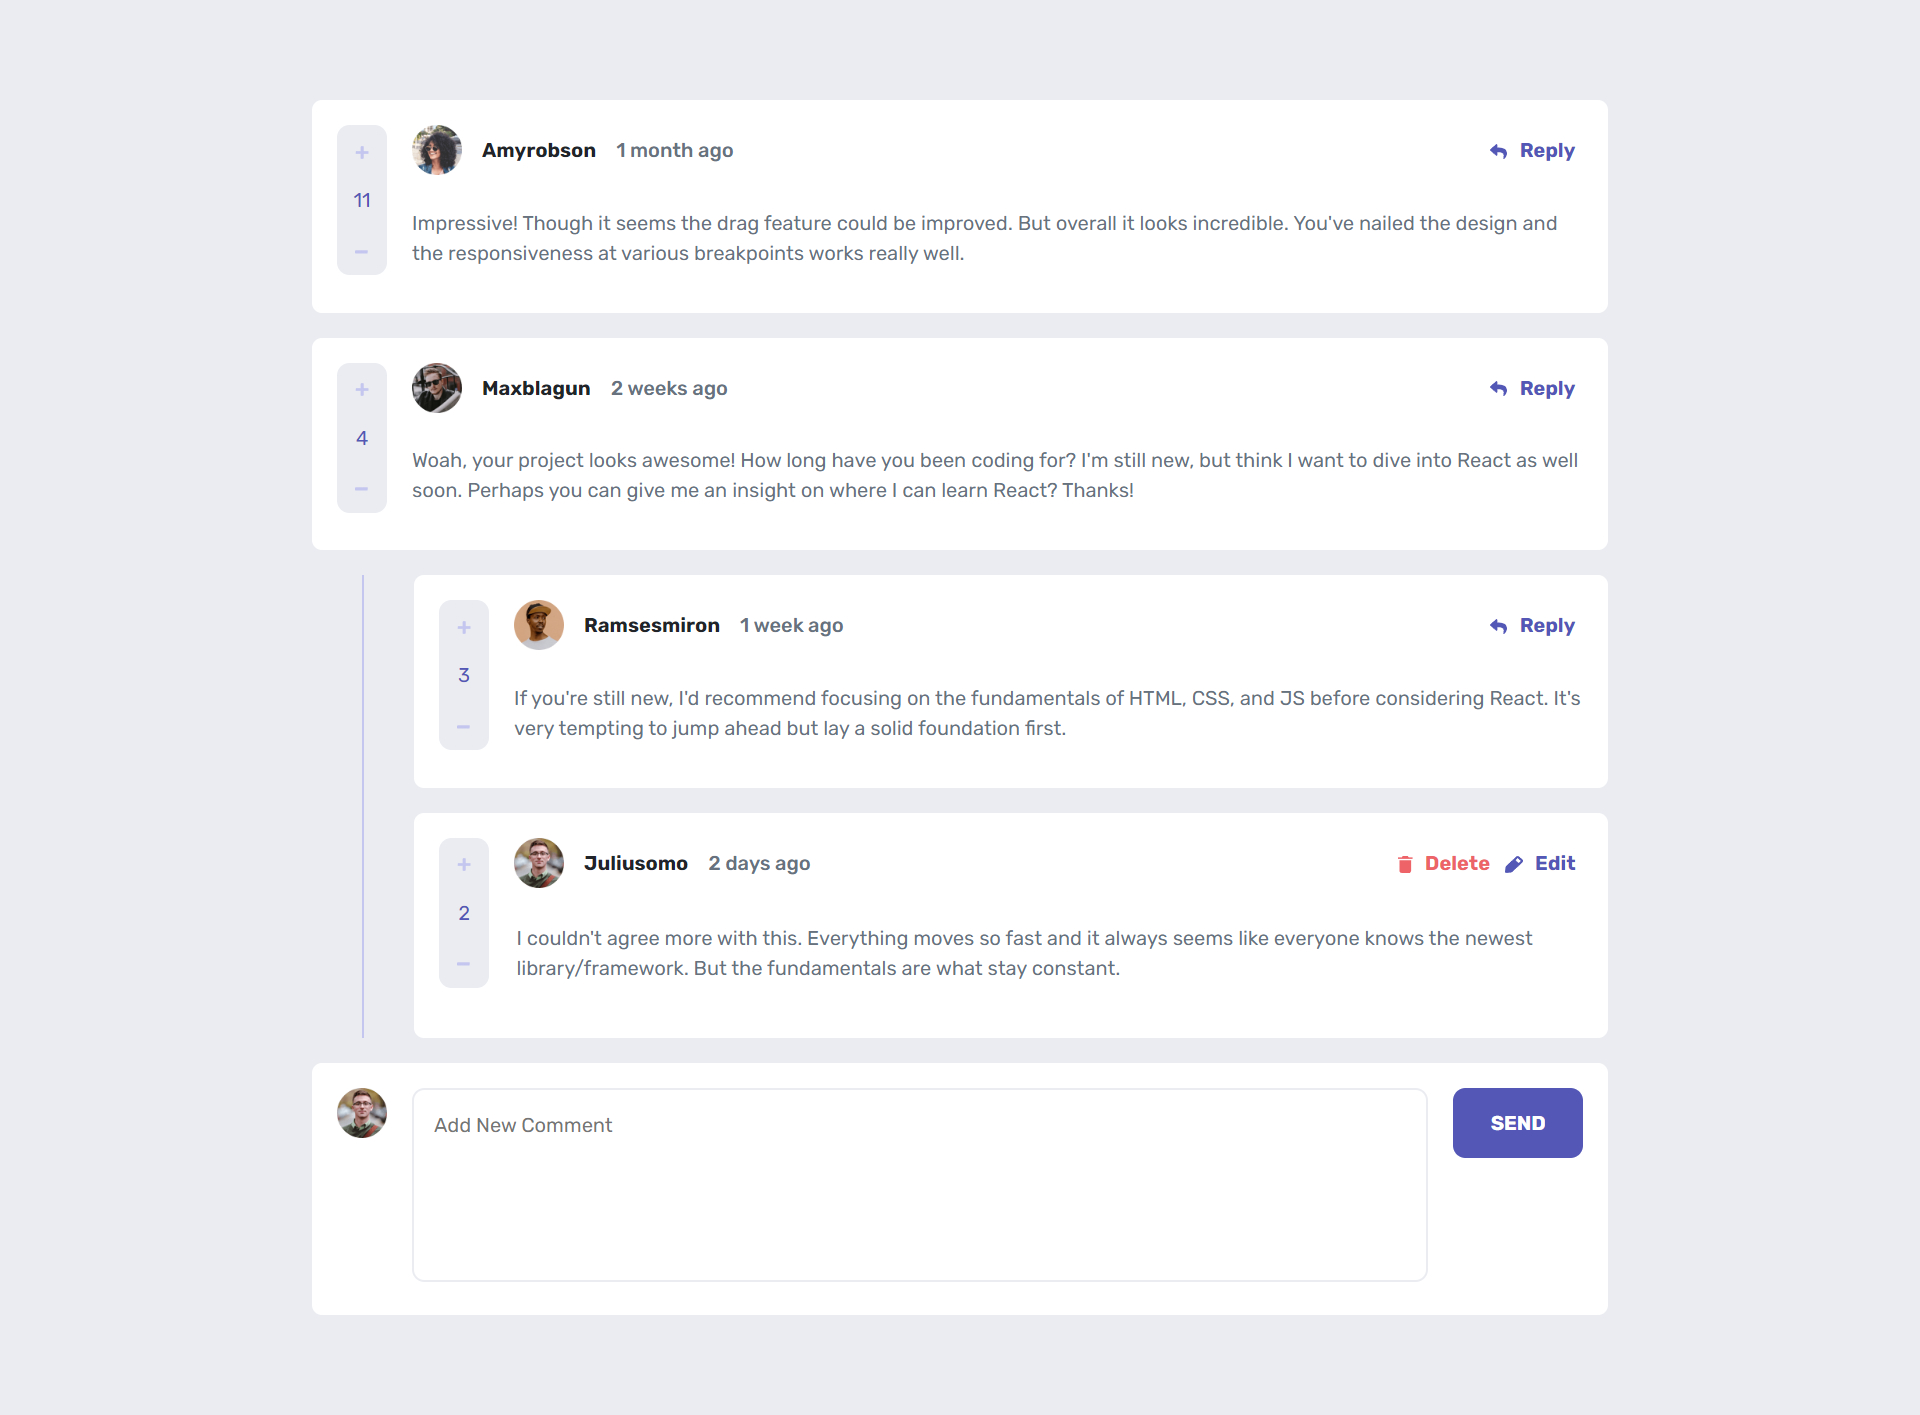 +
Amyrobson 1 month ago Reply
11
Impressive! Though it seems the drag feature could be improved. But overall it looks incredible. You've nailed the design and
the responsiveness at various breakpoints works really well.
−
+
Maxblagun 2 weeks ago Reply
4
Woah, your project looks awesome! How long have you been coding for? I'm still new, but think I want to dive into React as well
soon. Perhaps you can give me an insight on where I can learn React? Thanks!
−
+
Ramsesmiron 1 week ago Reply
3
If you're still new, I'd recommend focusing on the fundamentals of HTML, CSS, and JS before considering React. It's
very tempting to jump ahead but lay a solid foundation first.
−
+
Juliusomo 2 days ago Delete Edit
2
I couldn't agree more with this. Everything moves so fast and it always seems like everyone knows the newest
library/framework. But the fundamentals are what stay constant.
−
Add New Comment
SEND